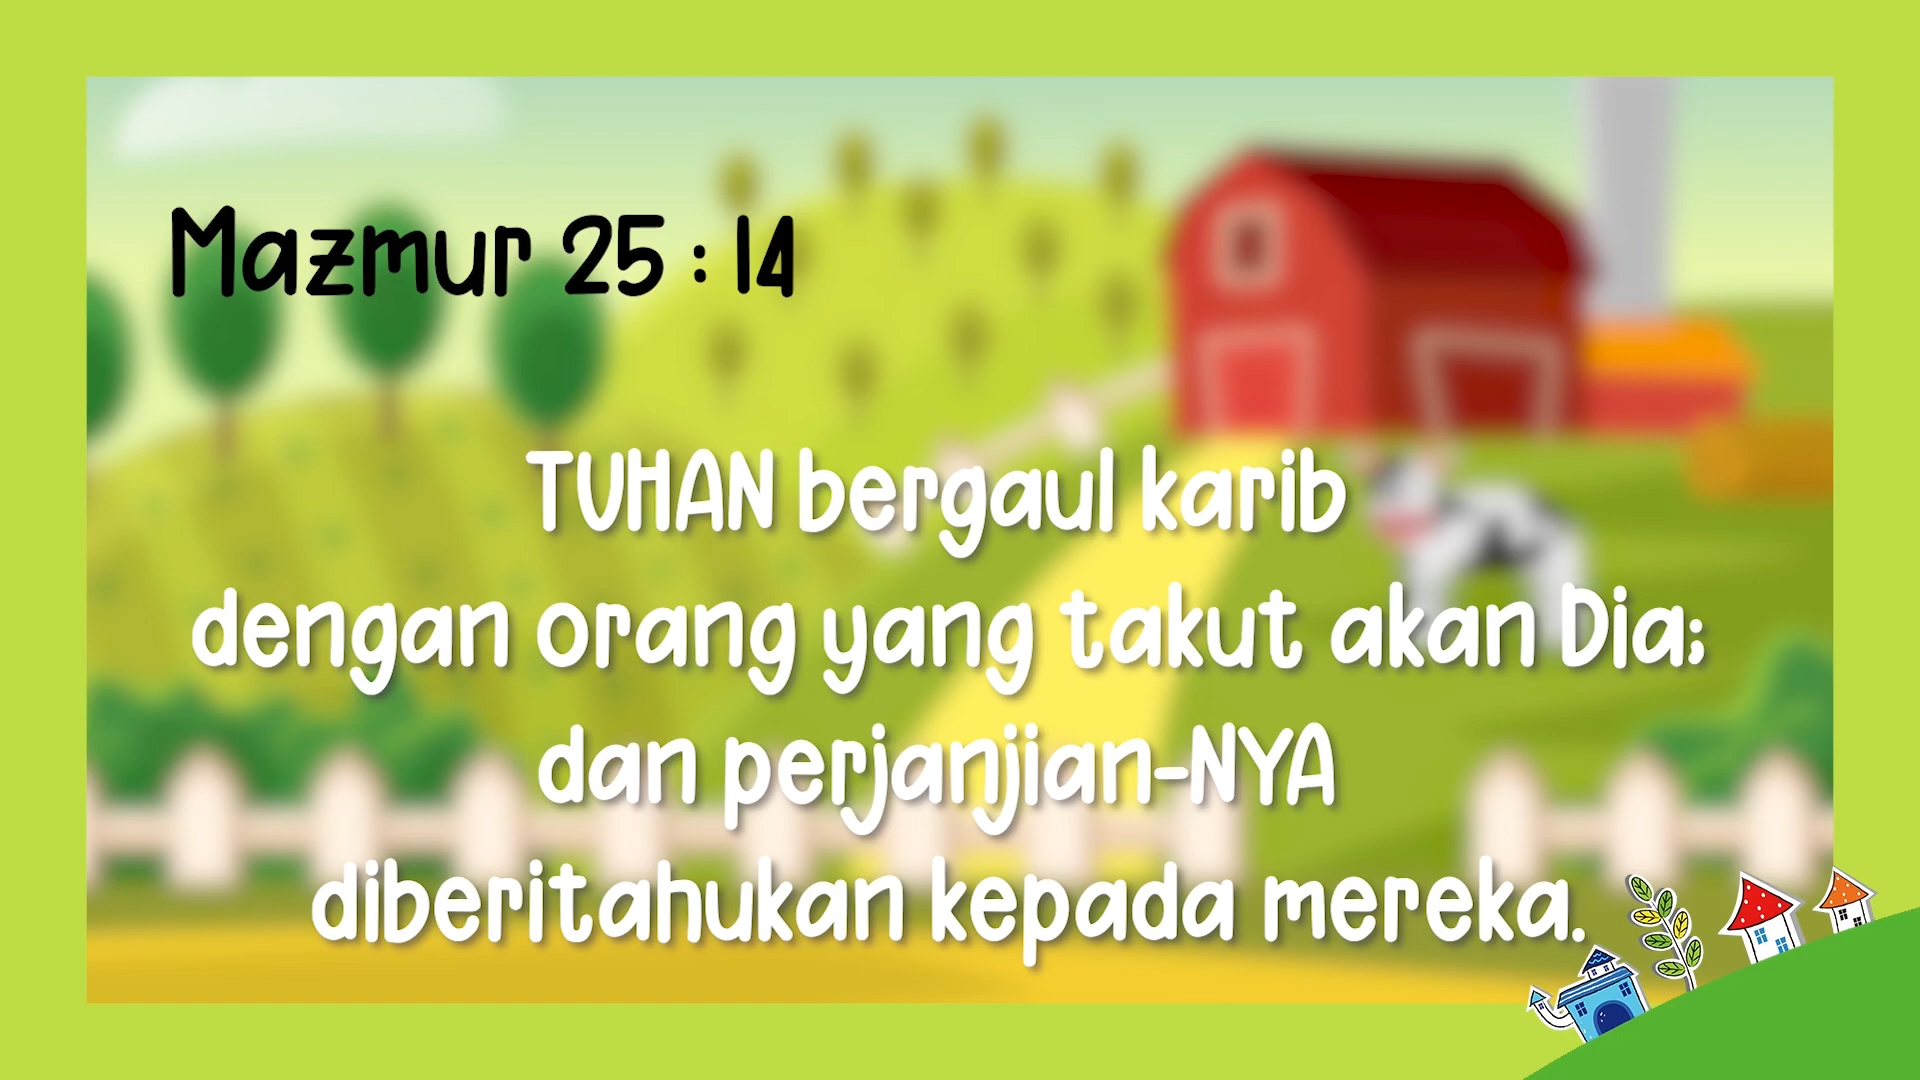 Mazmur 25 : 14
TUHAN bergaul karib
dengan orang yang takut akan Dia;
dan perjanjian-NYA
diberitahukan kepada mereka.